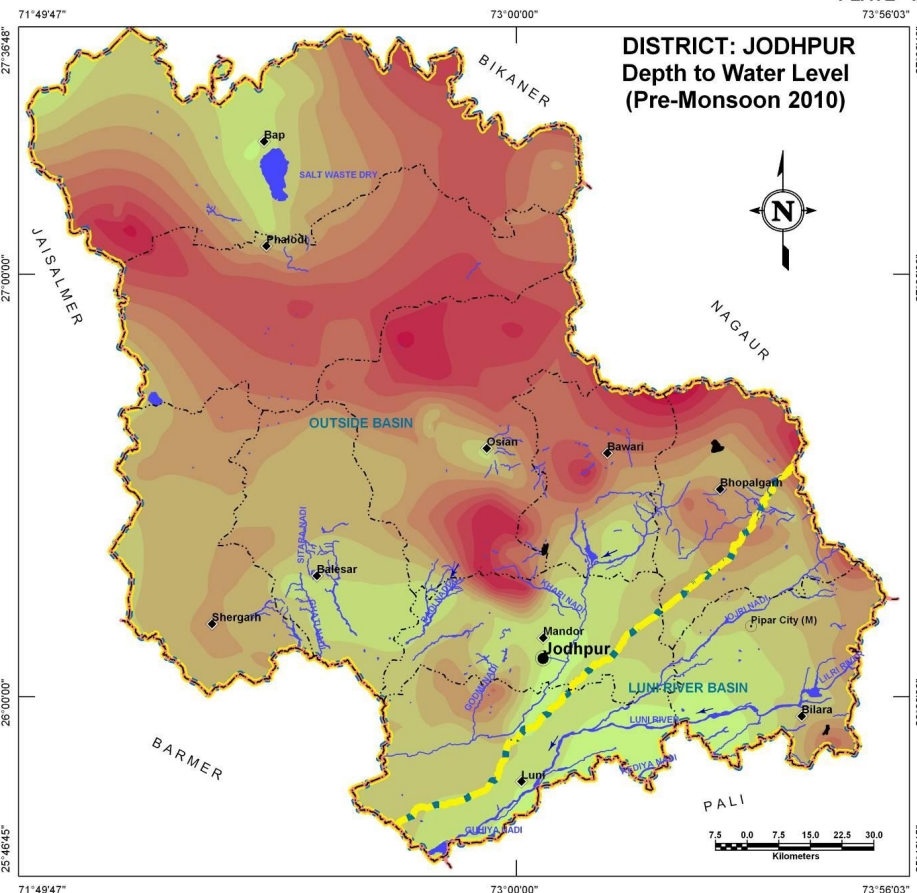 71°49'47"
73°00'00"
73°56'03"
27°36'48"
DISTRICT: JODHPUR
Depth to Water Level
(Pre-Monsoon 2010)
BIKANER
Bap
SALT WASTE DRY
N
Phalodi
JAISALMER
27°00'00"
NAGAUR
OUTSIDE BASIN
Osian
Bawari
Bhopalgarh
SITARA NADI
Balesar
KHARI NADI
JOJRI NADI
Shergarh
Pipar City (M)
Mandor
Jodhpur
LILRI RIVER
26°00'00"
LUNI RIVER BASIN
LUNI RIVER
Bilara
BARMER
Luni
PALI
GUHIYA NADI
7.5 0.0 7.5 15.0 22.5 30.0
Kilometers
25°46'45"
71°49'47"
73°00'00"
73°56'03"